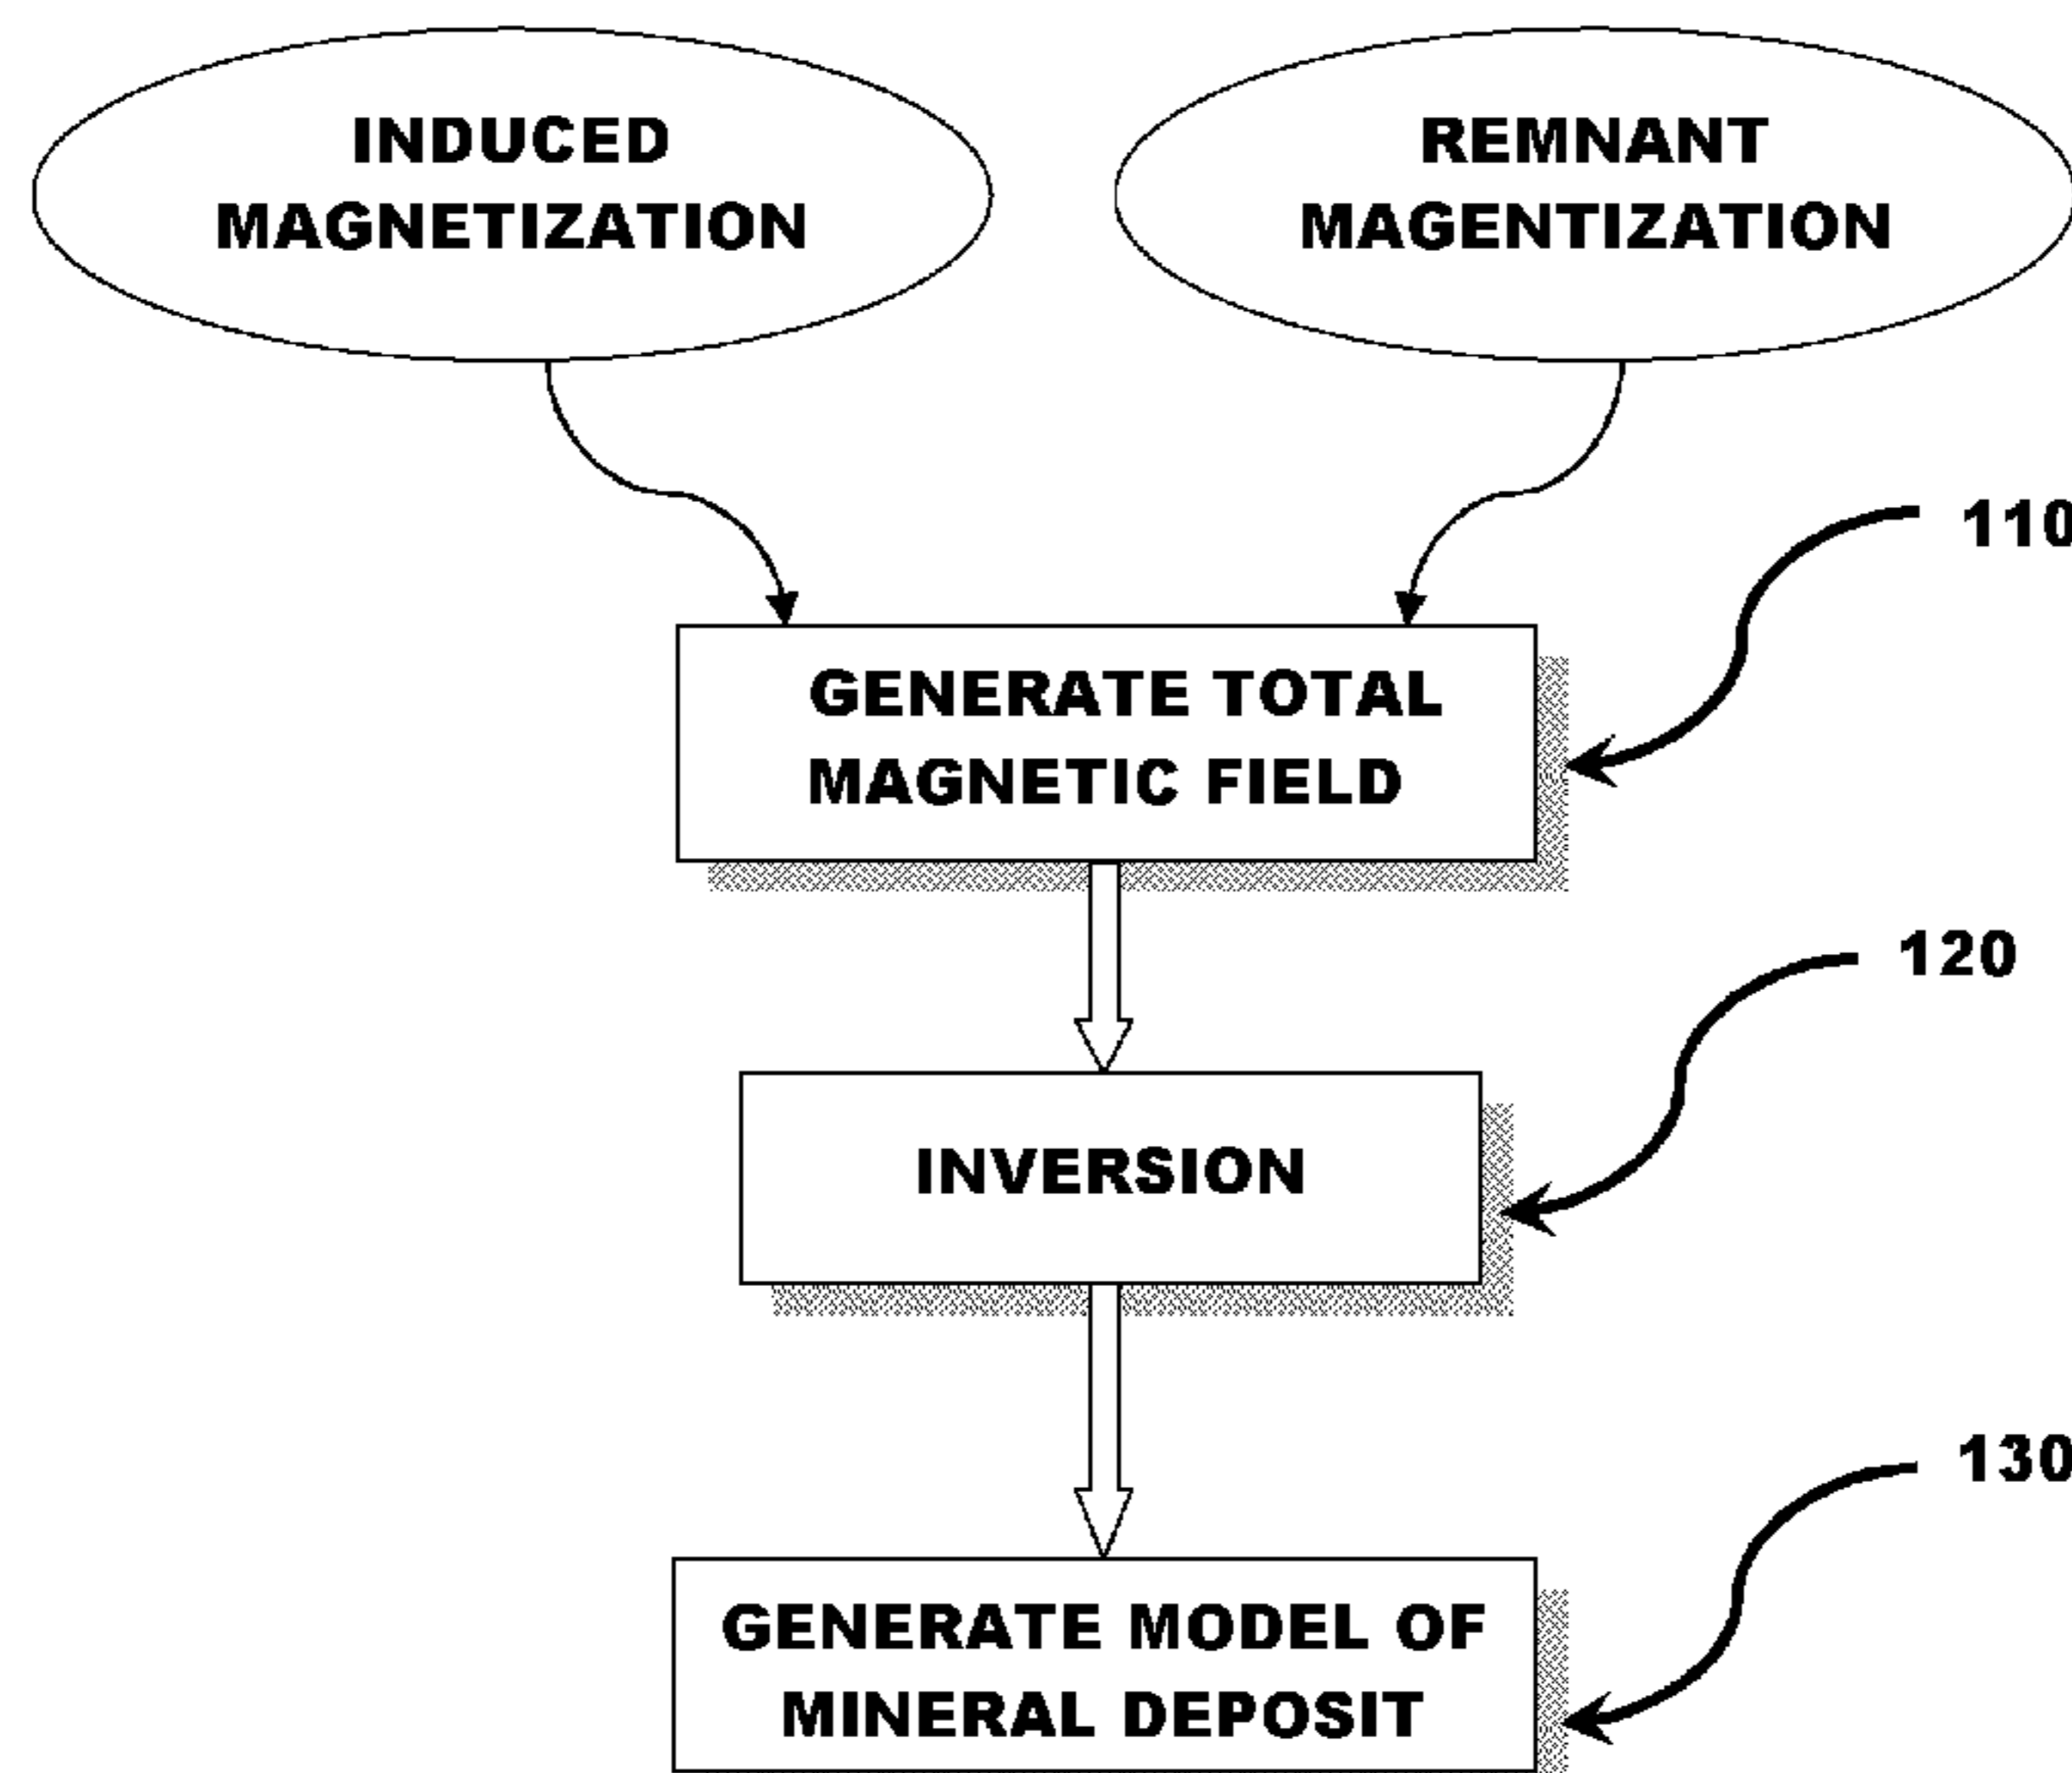 INDUCED
MAGNETIZATION
REMNANT
MAGENTIZATION
110
GENERATE TOTAL
MAGNETIC FIELD
120
INVERSION
130
GENERATE MODEL OF
MINERAL DEPOSIT